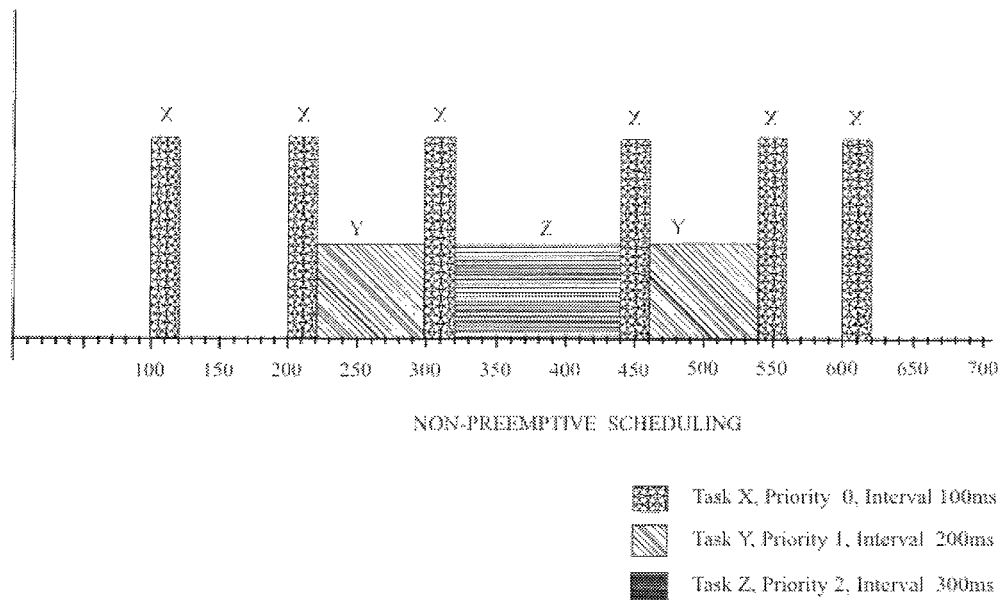 X X X X X X
Y Z Y
100 150 200 250 300 350 400 450 500 550 600 650 700
NON-PREEMPTIVE SCHEDULING
Task X, Priority 0, Interval 100ms
Task Y, Priority 1, Interval 200ms
Task Z, Priority 2, Interval 300ms